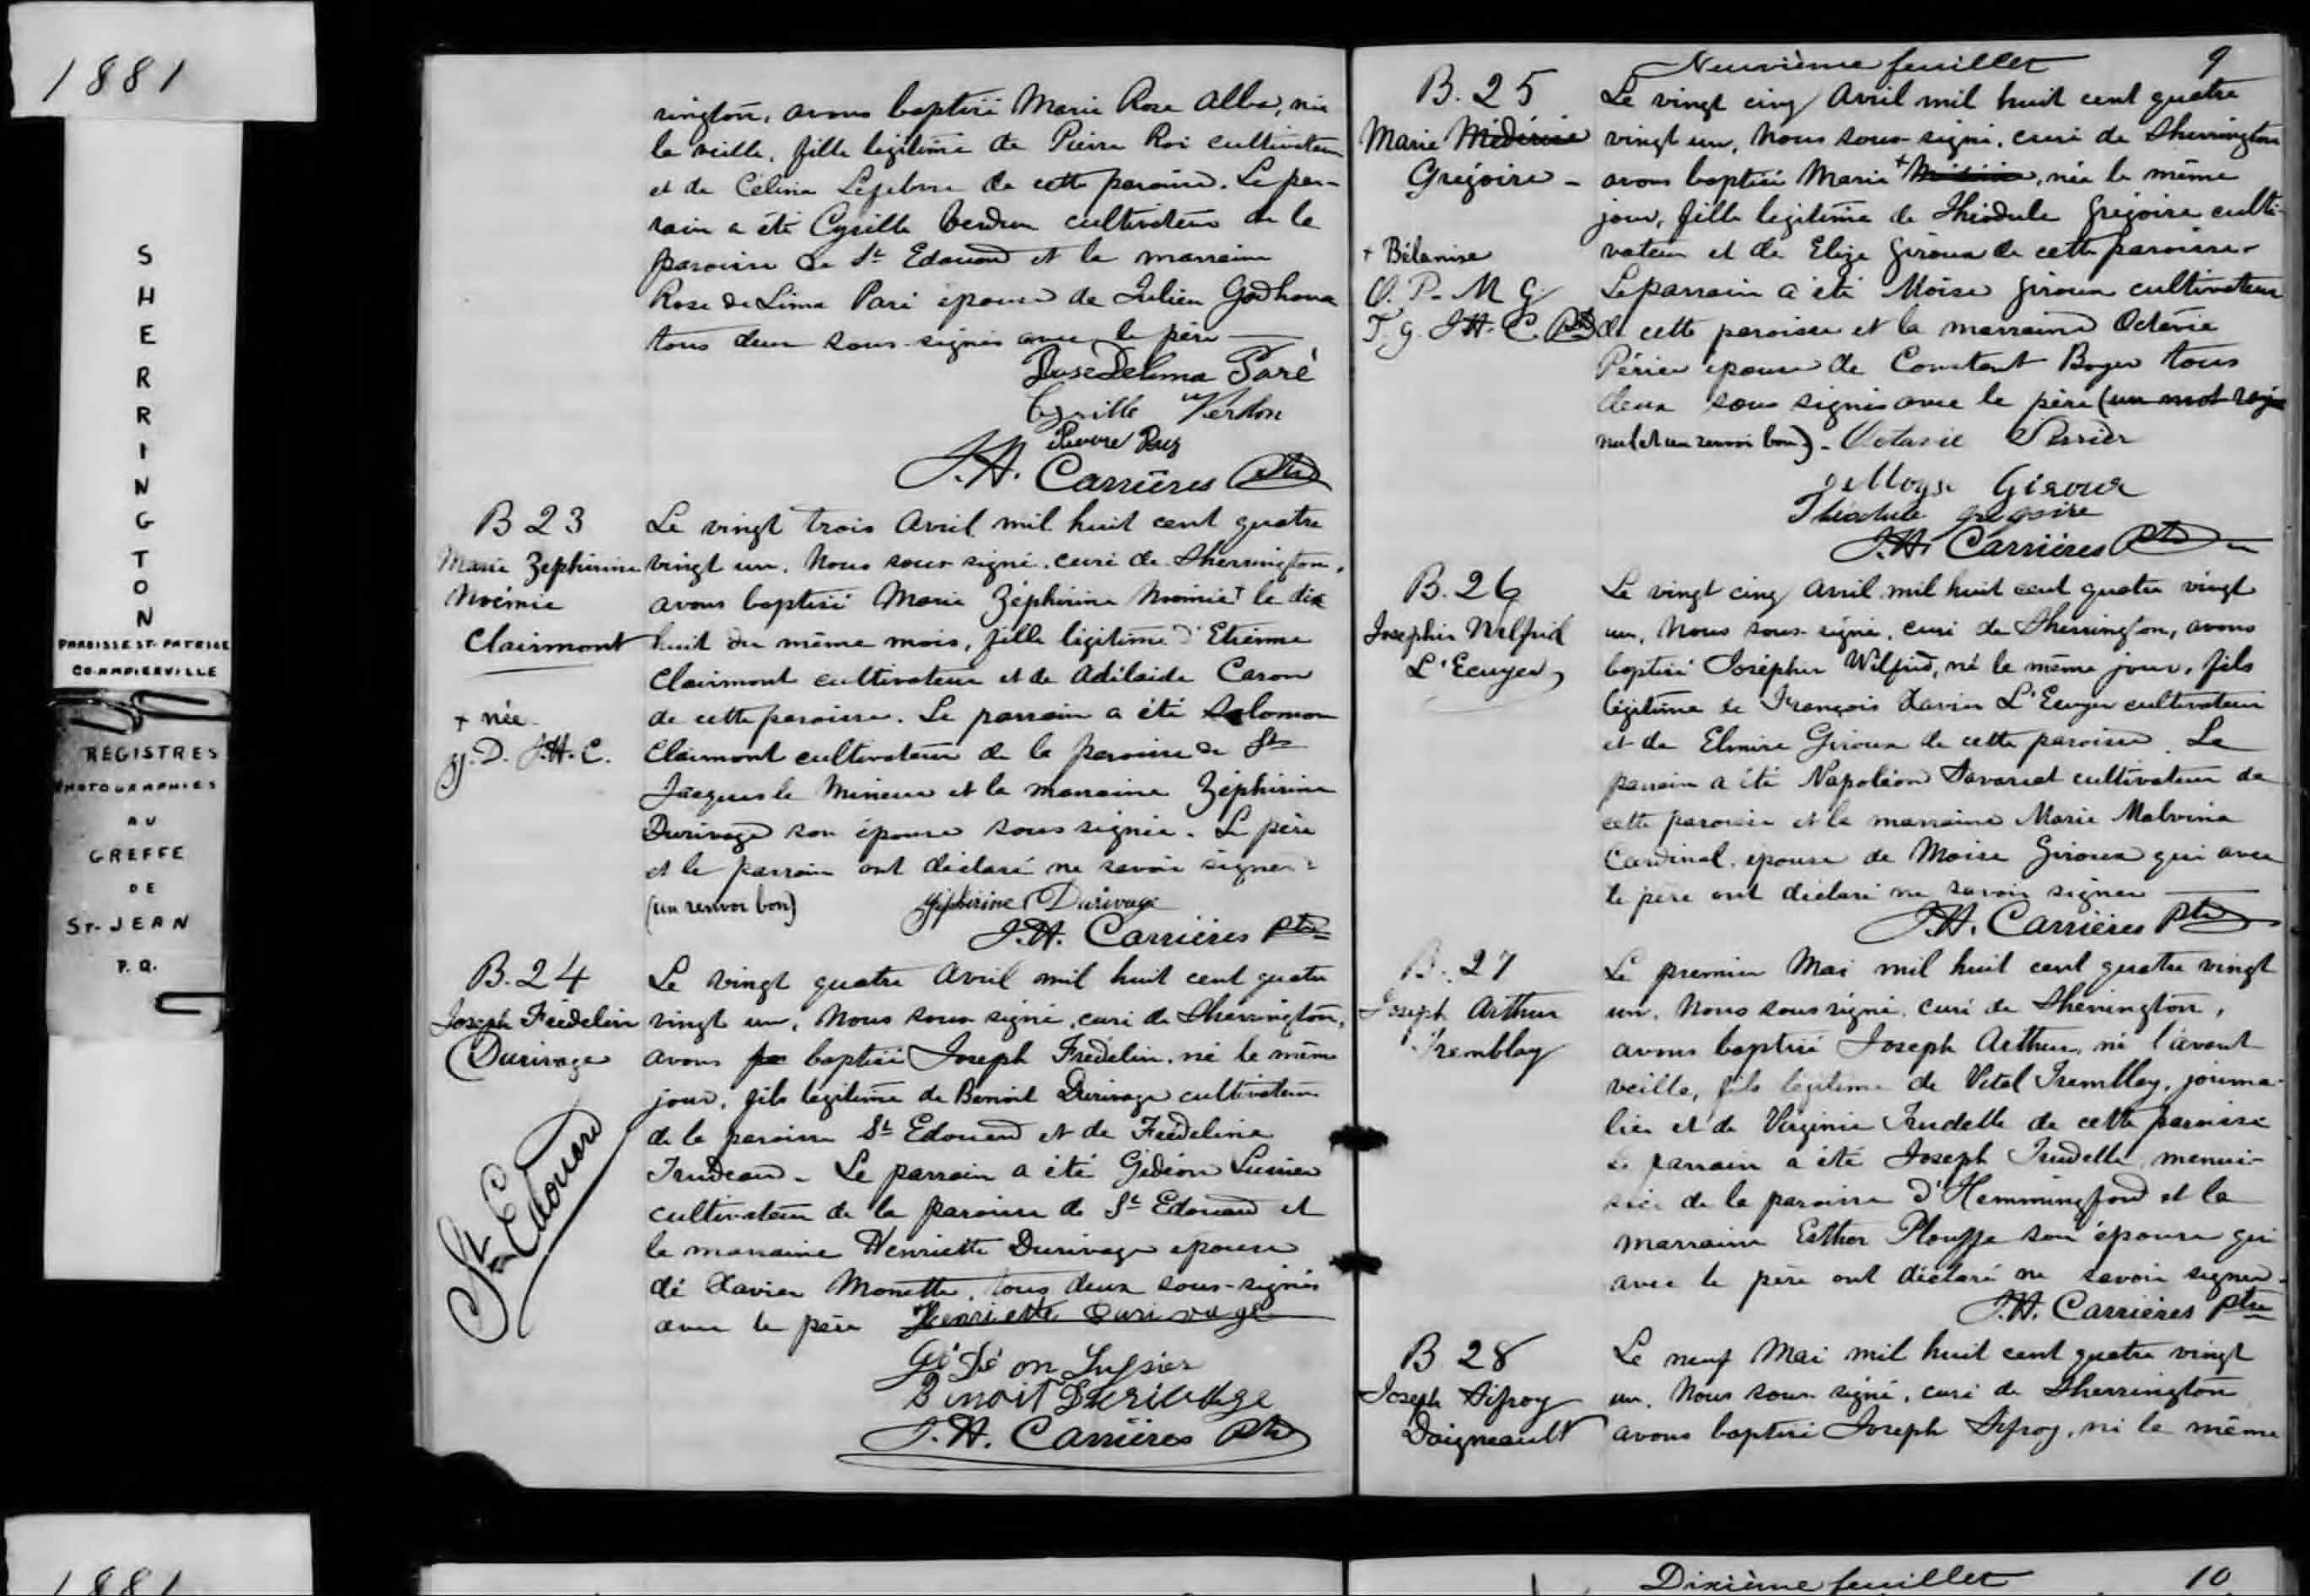 1881
SHERRINGTON
PAROISSE ST-PATRICE
CO-NAPIERVILLE
REGISTRES
PHOTOGRAPHIES
AU
GREFFE
DE
ST-JEAN
P.Q.
rington, avons baptisé Marie Rose Alba, née
la veille, fille légitime de Pierre Roi cultivateur
et de Célina Lefebvre de cette paroisse. Le par-
rain a été Cyrille Verdon cultivateur de la
paroisse de St Edouard et la marraine
Rose de Lima Paré épouse de Julien
tous deux sous-signés avec le père
Rose Delima Paré
Cyrille Verdon
Pierre
J.H. Carrières Ptre
B 23
Marie Zéphirine
Noémie
Clairmont
+ née
J.H.C.
Le vingt trois Avril mil huit cent quatre
vingt un, Nous sous-signé, curé de Sherrington,
avons baptisé Marie Zéphirine Noémie + le dix
huit du même mois, fille légitime d'Etienne
Clairmont cultivateur et de Adélaide Caron
de cette paroisse. Le parrain a été Salomon
Clairmont cultivateur de la paroisse de St
Jacques le Mineur et la marraine Zéphirine
Durivage son épouse sous signée. Le père
et le parrain ont déclaré ne savoir signer
(un renvoi bon) Zéphirine Durivage
J.H. Carrières Ptre
B. 24
Joseph Frédelin
Durivage
St Edouard
Le vingt quatre Avril mil huit cent quatre
vingt un, Nous sous-signé, curé de Sherrington,
avons baptisé Joseph Frédelin, né le même
jour, fils légitime de Benoit Durivage cultivateur
de la paroisse St Edouard et de Frédeline
Trudeau. Le parrain a été Gédéon Lussier
cultivateur de la paroisse de St Edouard et
la marraine Henriette Durivage épouse
de Xavier Monette, tous deux sous-signés
avec le père Henriette Durivage
Gédéon Lussier
Benoit Durivage
J.H. Carrières Ptre
Neuvième feuillet 9
B. 25
Marie Médérise
Grégoire
+ Bélanise
O. P. M G.
T. G. J.H. C. Ptre
Le vingt cinq Avril mil huit cent quatre
vingt un, Nous sous-signé, curé de Sherrington
avons baptisé Marie + née le même
jour, fille légitime de Théodule Grégoire culti-
vateur et de Eliza Giroux de cette paroisse.
Le parrain a été Moïse Giroux cultivateur
de cette paroisse et la marraine Octavie
Périer épouse de Constant Boyer tous
deux sous signés avec le père (un mot rayé
nul et un renvoi bon). Octavie Perrier
Moyse Giroux
Théodule Grégoire
J.H. Carrières Ptre
B. 26
Josephir Wilfrid
L'Ecuyer
Le vingt cinq Avril mil huit cent quatre vingt
un, Nous sous-signé, curé de Sherrington, avons
baptisé Joséphir Wilfrid, né le même jour, fils
légitime de François Xavier L'Ecuyer cultivateur
et de Elmire Giroux de cette paroisse. Le
parrain a été Napoléon Savariat cultivateur de
cette paroisse et la marraine Marie Malvina
Cardinal épouse de Moïse Giroux qui avec
le père ont déclaré ne savoir signer
J.H. Carrières Ptre
B. 27
Joseph Arthur
Tremblay
Le premier Mai mil huit cent quatre vingt
un, Nous sous signé, curé de Sherrington,
avons baptisé Joseph Arthur, né l'avant
veille, fils légitime de Vital Tremblay, journa-
lier et de Virginie Trudelle de cette paroisse
Le parrain a été Joseph Trudelle menui-
sier de la paroisse d'Hemmingford et la
marraine Esther Plouffe son épouse qui
avec le père ont déclaré ne savoir signer.
J.H. Carrières Ptre
B 28
Joseph Sifroy
Daigneault
Le neuf Mai mil huit cent quatre vingt
un, Nous sous-signé, curé de Sherrington
avons baptisé Joseph Sifroy, né le même
1881
Dixième feuillet 10